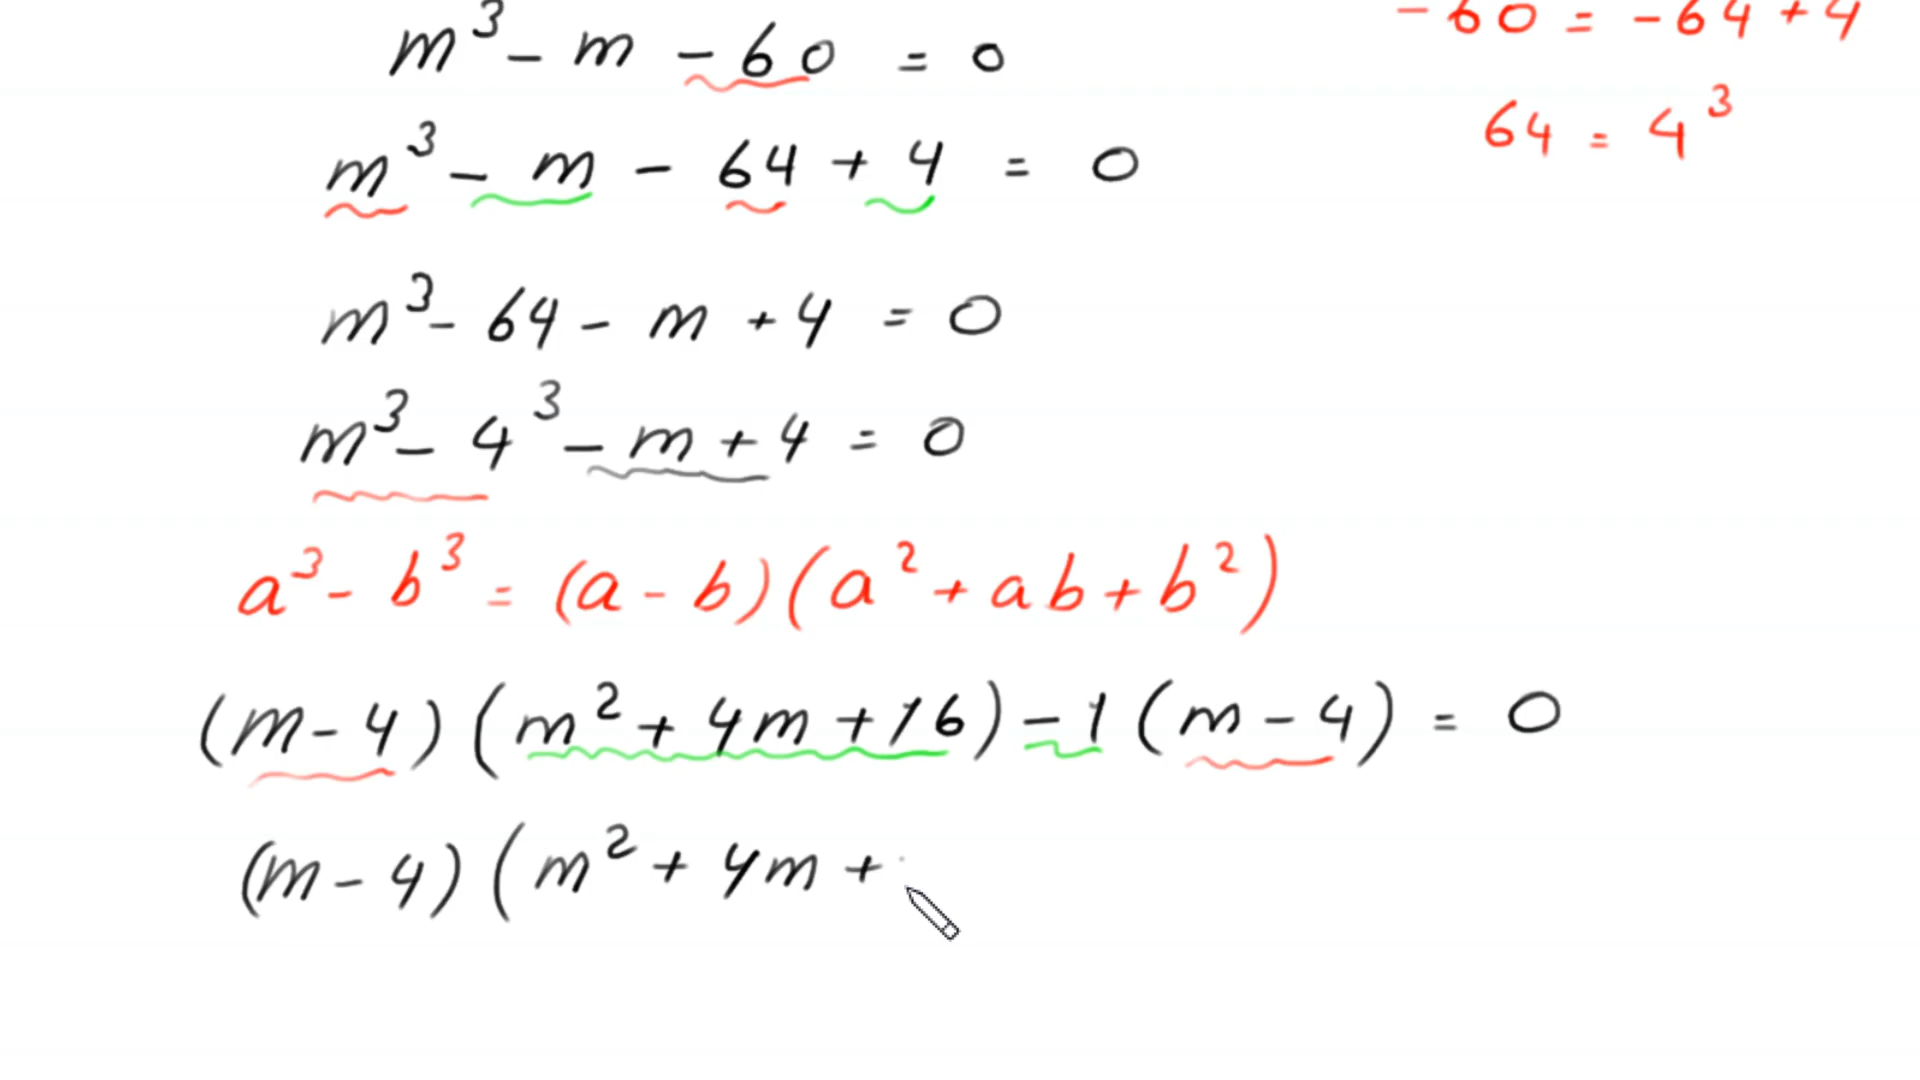 m³ - m - 60 = 0
-60 = -64 + 4
m³ - m - 64 + 4 = 0
64 = 4³
m³ - 64 - m + 4 = 0
m³ - 4³ - m + 4 = 0
a³ - b³ = (a - b)(a² + ab + b²)
(m - 4)(m² + 4m + 16) - 1(m - 4) = 0
(m - 4)(m² + 4m +